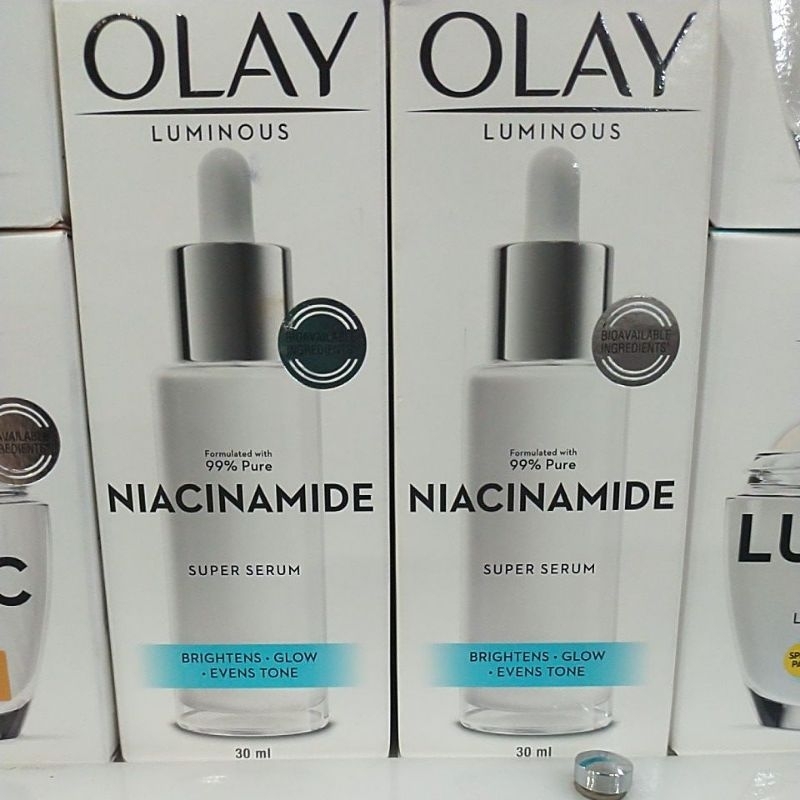 OLAY
LUMINOUS
BIOAVAILABLE
INGREDIENTS*
Formulated with
99% Pure
NIACINAMIDE
SUPER SERUM
BRIGHTENS · GLOW
· EVENS TONE
30 ml
OLAY
LUMINOUS
BIOAVAILABLE
INGREDIENTS*
Formulated with
99% Pure
NIACINAMIDE
SUPER SERUM
BRIGHTENS · GLOW
· EVENS TONE
30 ml
C
LU